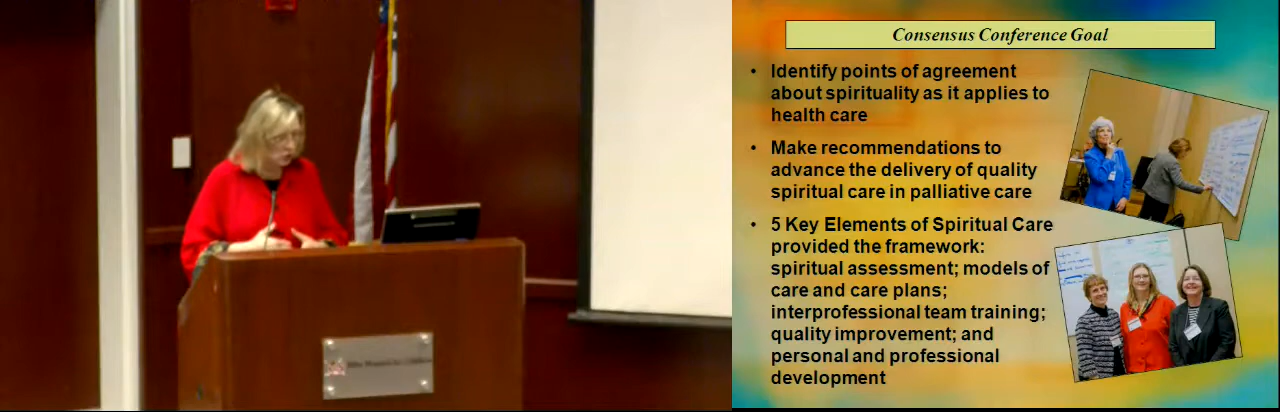 Consensus Conference Goal
• Identify points of agreement
about spirituality as it applies to
health care
• Make recommendations to
advance the delivery of quality
spiritual care in palliative care
• 5 Key Elements of Spiritual Care
provided the framework:
spiritual assessment; models of
care and care plans;
interprofessional team training;
quality improvement; and
personal and professional
development